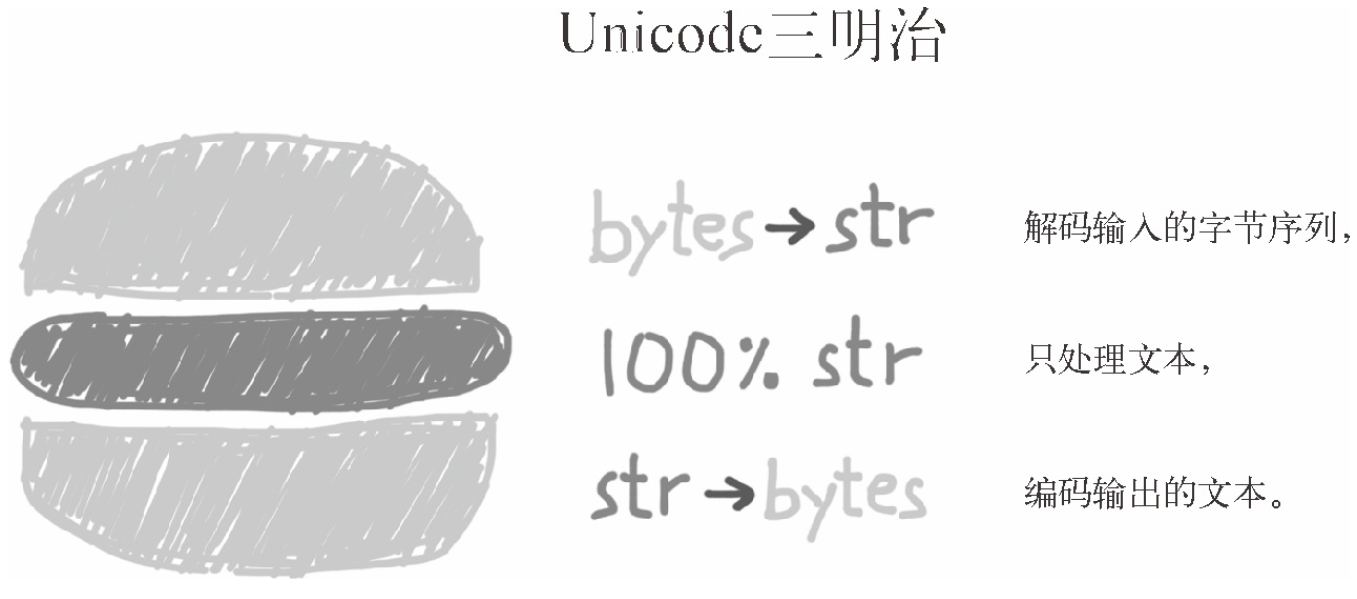 Unicode三明治
bytes→str 解码输入的字节序列，
100% str 只处理文本，
str→bytes 编码输出的文本。